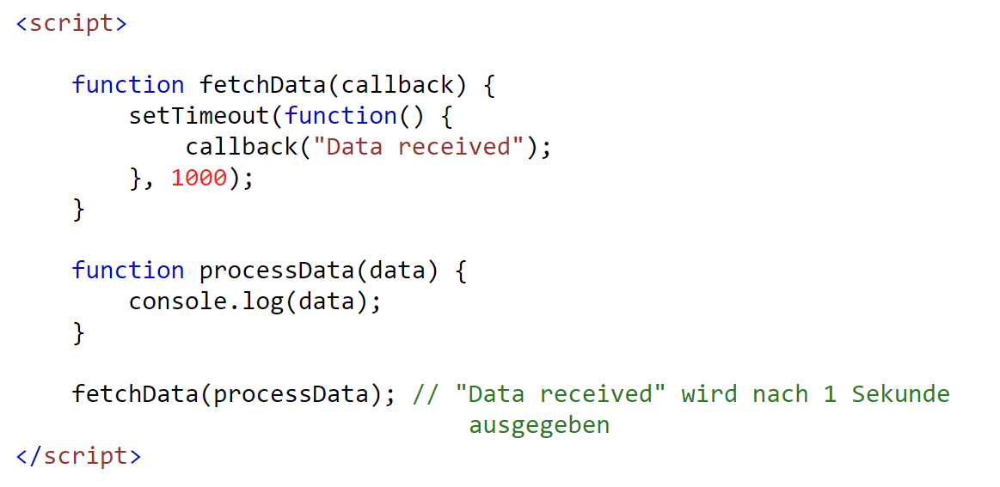 <script>
function fetchData(callback) {
setTimeout(function() {
callback("Data received");
}, 1000);
}
function processData(data) {
console.log(data);
}
fetchData(processData); // "Data received" wird nach 1 Sekunde
ausgegeben
</script>